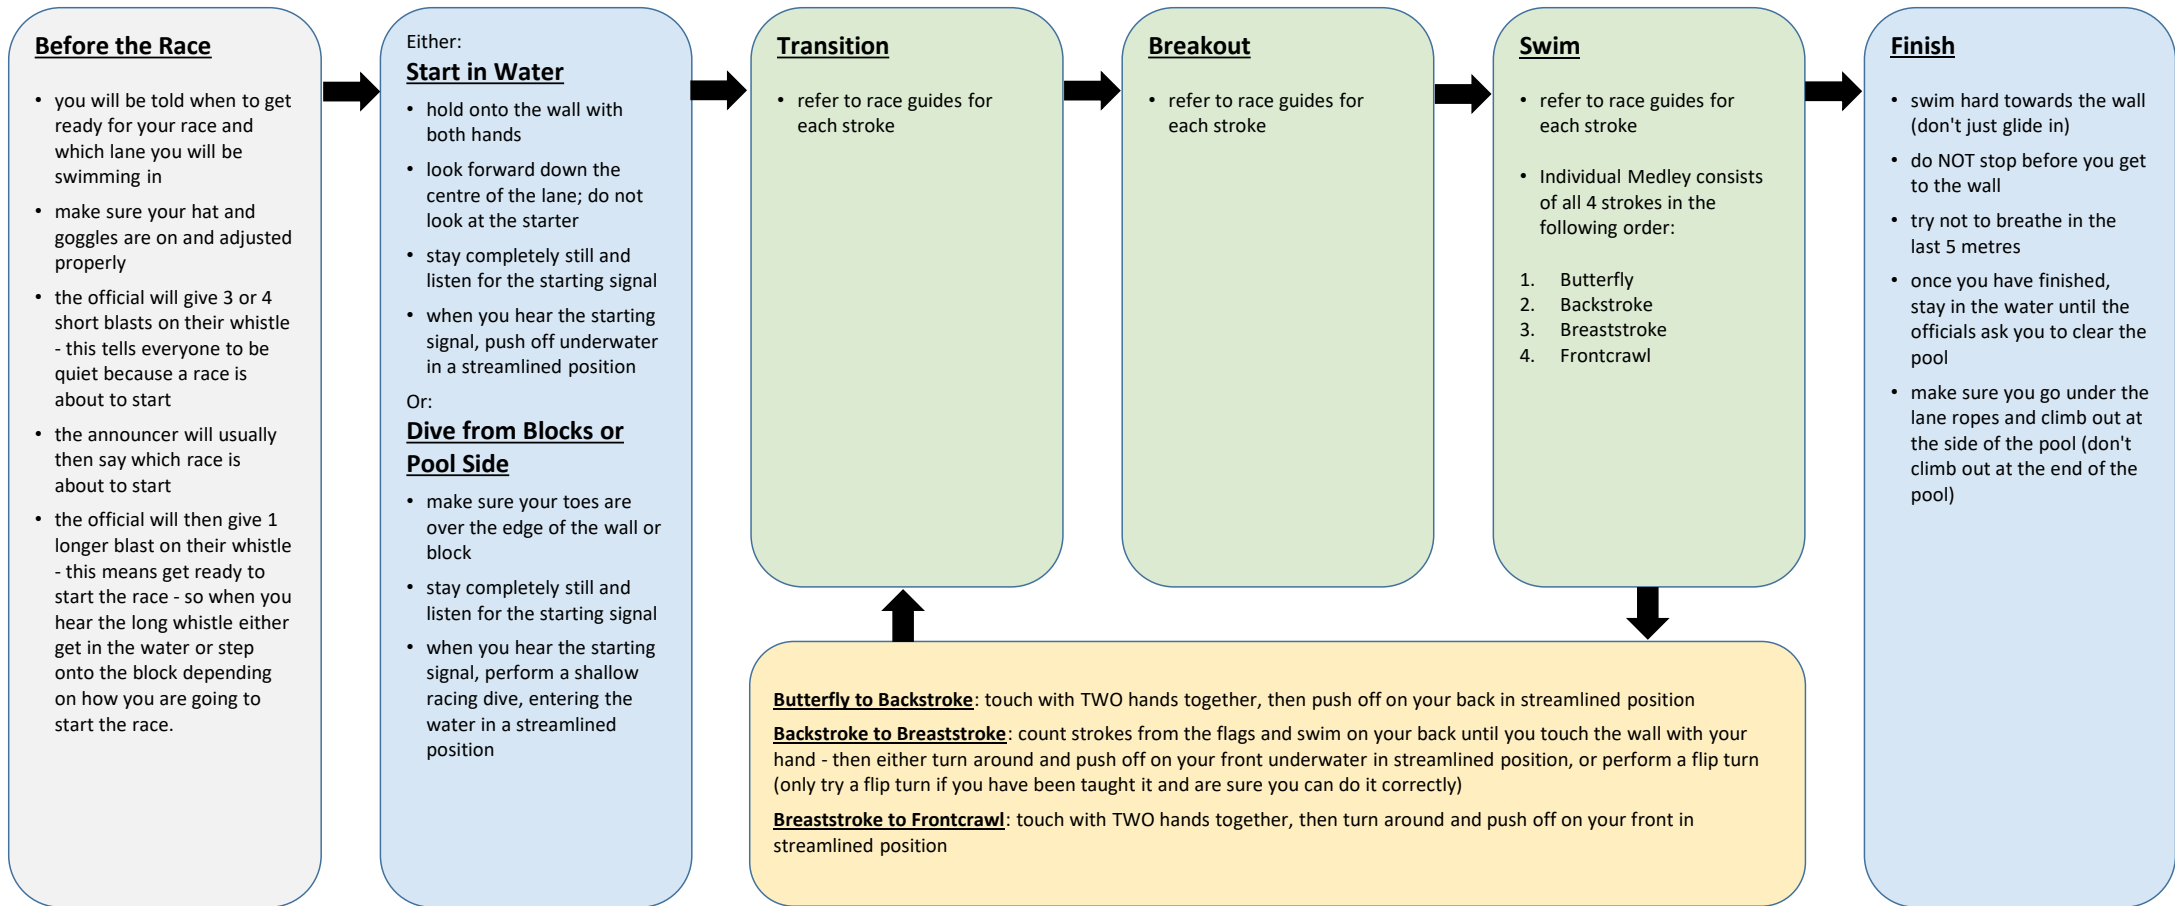 Before the Race
• you will be told when to get
ready for your race and
which lane you will be
swimming in
• make sure your hat and
goggles are on and adjusted
properly
• the official will give 3 or 4
short blasts on their whistle
- this tells everyone to be
quiet because a race is
about to start
• the announcer will usually
then say which race is
about to start
• the official will then give 1
longer blast on their whistle
- this means get ready to
start the race - so when you
hear the long whistle either
get in the water or step
onto the block depending
on how you are going to
start the race.
Either:
Start in Water
• hold onto the wall with
both hands
• look forward down the
centre of the lane; do not
look at the starter
• stay completely still and
listen for the starting signal
• when you hear the starting
signal, push off underwater
in a streamlined position
Or:
Dive from Blocks or
Pool Side
• make sure your toes are
over the edge of the wall or
block
• stay completely still and
listen for the starting signal
• when you hear the starting
signal, perform a shallow
racing dive, entering the
water in a streamlined
position
Transition
• refer to race guides for
each stroke
Breakout
• refer to race guides for
each stroke
Swim
• refer to race guides for
each stroke
• Individual Medley consists
of all 4 strokes in the
following order:
1. Butterfly
2. Backstroke
3. Breaststroke
4. Frontcrawl
Butterfly to Backstroke: touch with TWO hands together, then push off on your back in streamlined position
Backstroke to Breaststroke: count strokes from the flags and swim on your back until you touch the wall with your
hand - then either turn around and push off on your front underwater in streamlined position, or perform a flip turn
(only try a flip turn if you have been taught it and are sure you can do it correctly)
Breaststroke to Frontcrawl: touch with TWO hands together, then turn around and push off on your front in
streamlined position
Finish
• swim hard towards the wall
(don't just glide in)
• do NOT stop before you get
to the wall
• try not to breathe in the
last 5 metres
• once you have finished,
stay in the water until the
officials ask you to clear the
pool
• make sure you go under the
lane ropes and climb out at
the side of the pool (don't
climb out at the end of the
pool)